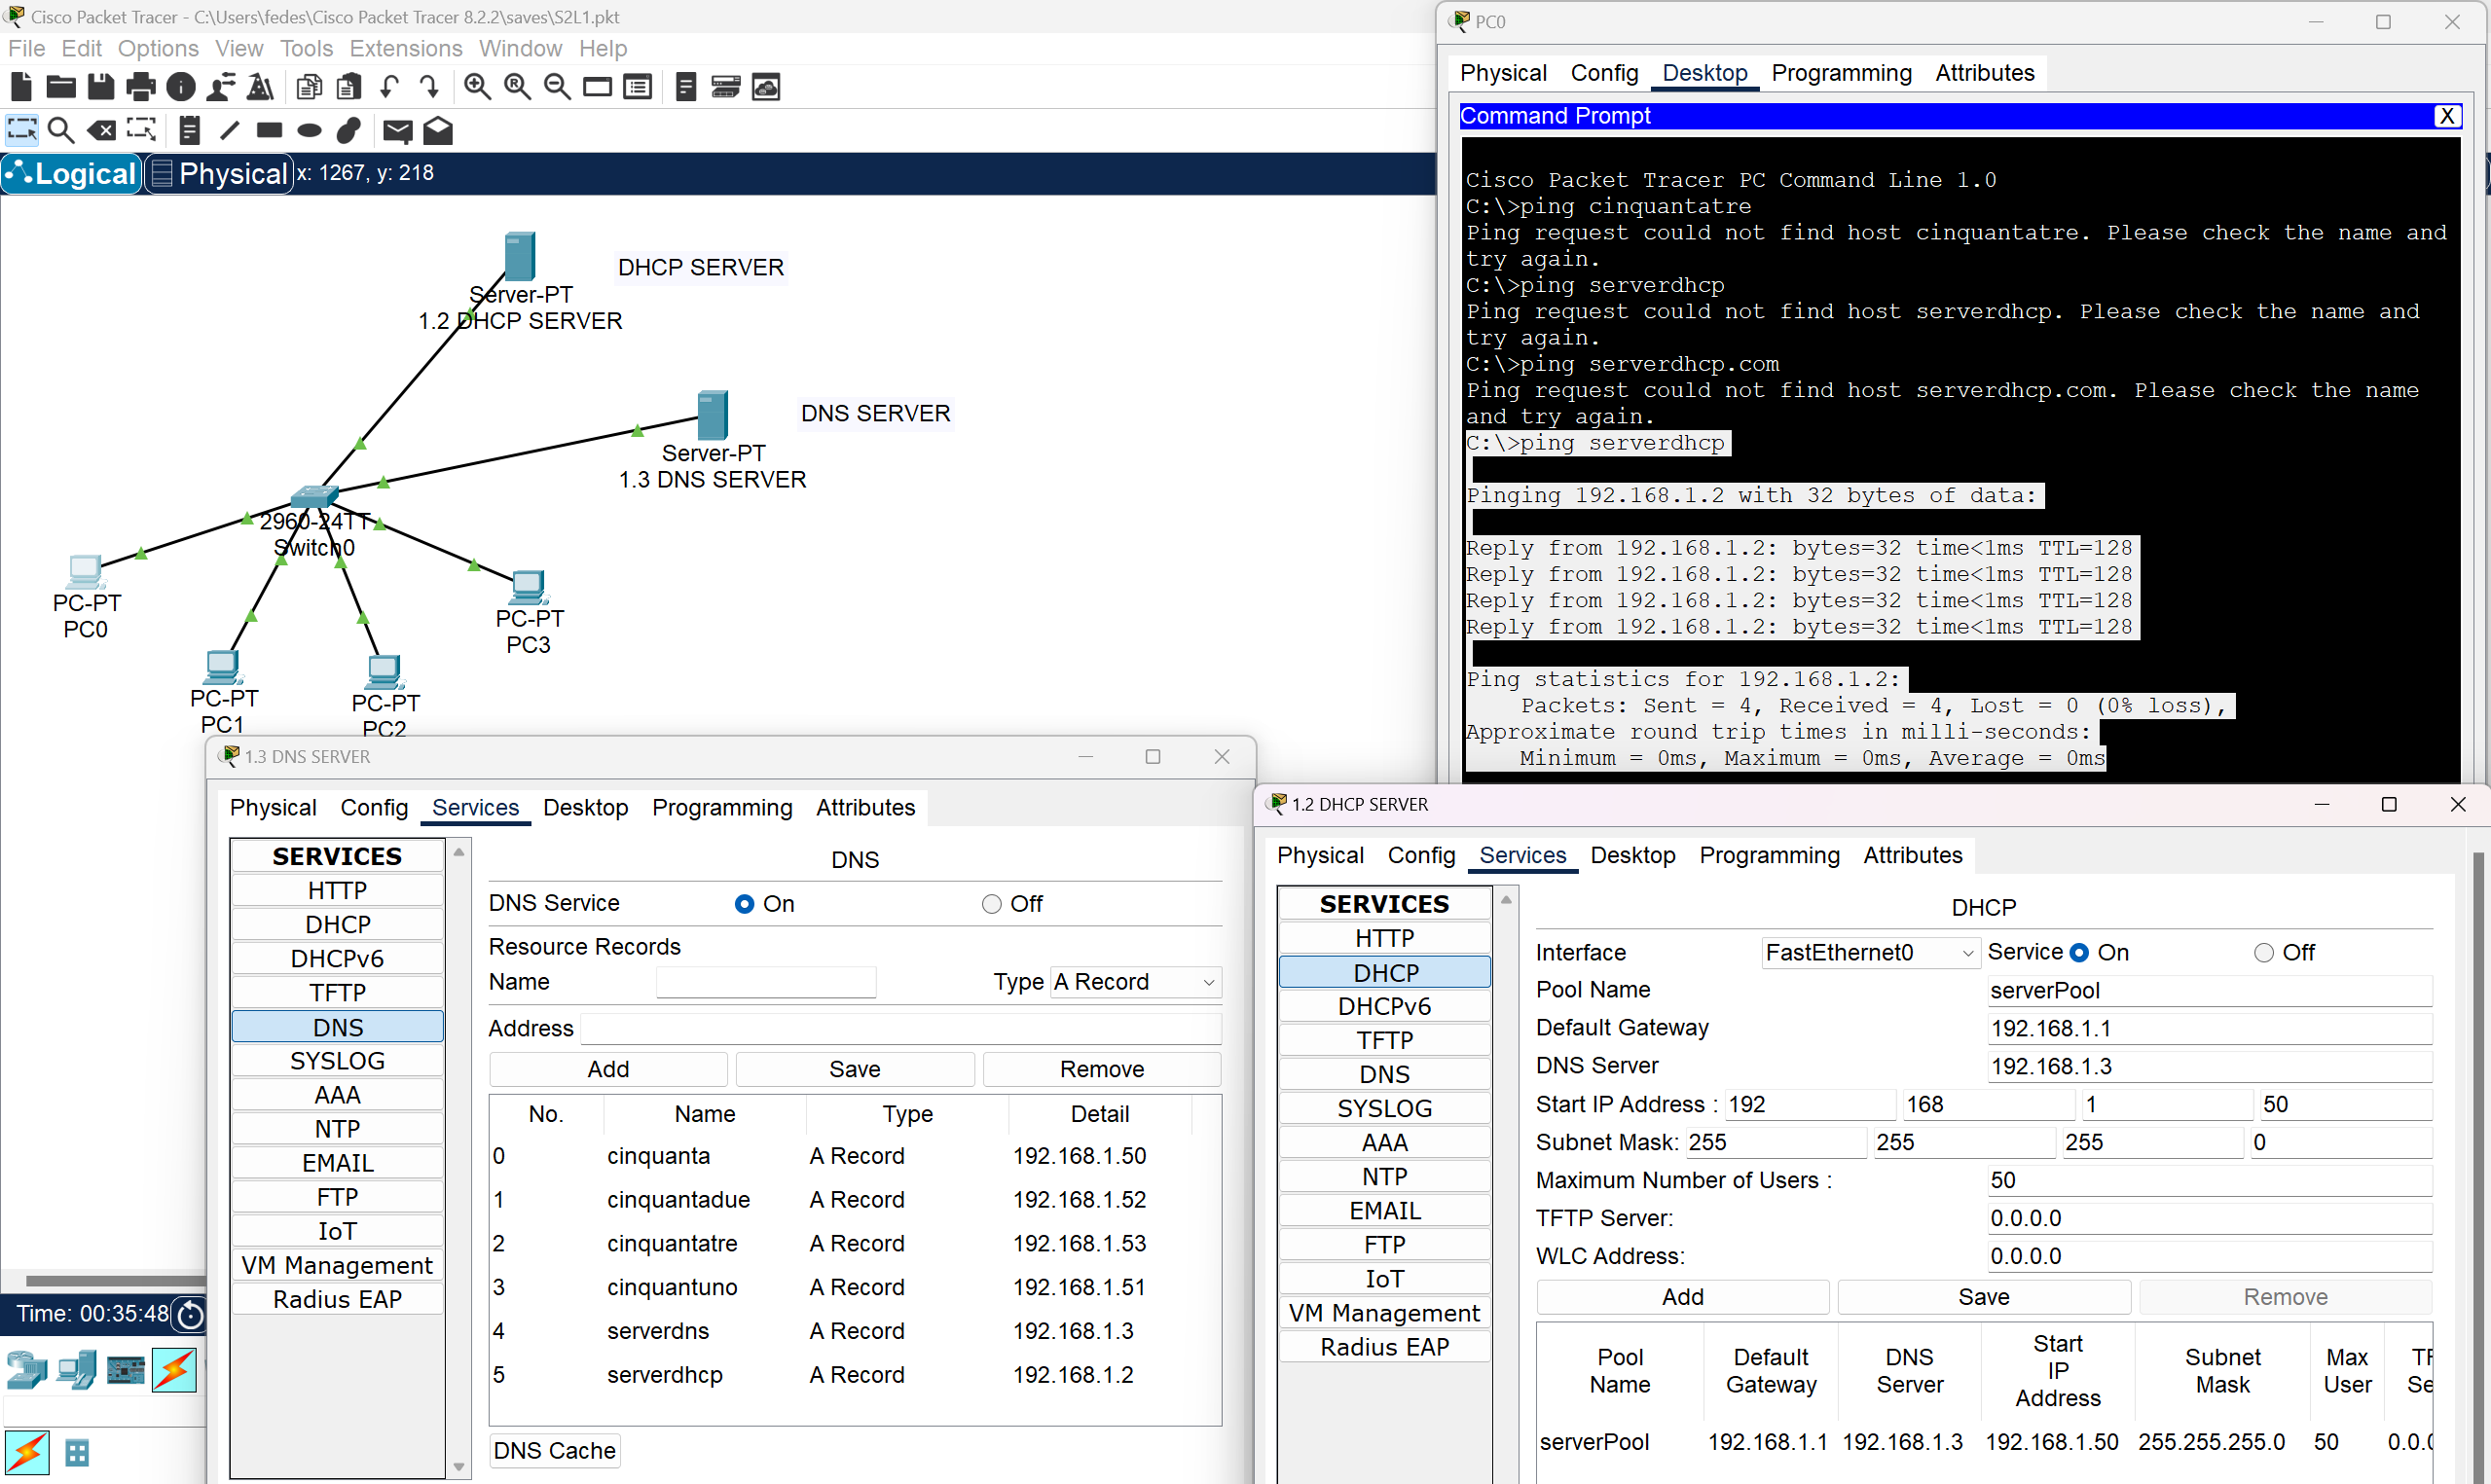 Cisco Packet Tracer - C:\Users\fedes\Cisco Packet Tracer 8.2.2\saves\S2L1.pkt
File Edit Options View Tools Extensions Window Help
Logical Physical x: 1267, y: 218
DHCP SERVER
Server-PT
1.2 DHCP SERVER
DNS SERVER
Server-PT
1.3 DNS SERVER
2960-24TT
Switch0
PC-PT
PC0
PC-PT
PC3
PC-PT
PC1
PC-PT
PC2
Time: 00:35:48
PC0
Physical Config Desktop Programming Attributes
Command Prompt X
Cisco Packet Tracer PC Command Line 1.0
C:\>ping cinquantatre
Ping request could not find host cinquantatre. Please check the name and
try again.
C:\>ping serverdhcp
Ping request could not find host serverdhcp. Please check the name and
try again.
C:\>ping serverdhcp.com
Ping request could not find host serverdhcp.com. Please check the name
and try again.
C:\>ping serverdhcp
Pinging 192.168.1.2 with 32 bytes of data:
Reply from 192.168.1.2: bytes=32 time<1ms TTL=128
Reply from 192.168.1.2: bytes=32 time<1ms TTL=128
Reply from 192.168.1.2: bytes=32 time<1ms TTL=128
Reply from 192.168.1.2: bytes=32 time<1ms TTL=128
Ping statistics for 192.168.1.2:
Packets: Sent = 4, Received = 4, Lost = 0 (0% loss),
Approximate round trip times in milli-seconds:
Minimum = 0ms, Maximum = 0ms, Average = 0ms
1.3 DNS SERVER
Physical Config Services Desktop Programming Attributes
SERVICES
HTTP
DHCP
DHCPv6
TFTP
DNS
SYSLOG
AAA
NTP
EMAIL
FTP
IoT
VM Management
Radius EAP
DNS
DNS Service On Off
Resource Records
Name Type A Record
Address
Add Save Remove
No. Name Type Detail
0 cinquanta A Record 192.168.1.50
1 cinquantadue A Record 192.168.1.52
2 cinquantatre A Record 192.168.1.53
3 cinquantuno A Record 192.168.1.51
4 serverdns A Record 192.168.1.3
5 serverdhcp A Record 192.168.1.2
DNS Cache
1.2 DHCP SERVER
Physical Config Services Desktop Programming Attributes
SERVICES
HTTP
DHCP
DHCPv6
TFTP
DNS
SYSLOG
AAA
NTP
EMAIL
FTP
IoT
VM Management
Radius EAP
DHCP
Interface FastEthernet0 Service On Off
Pool Name serverPool
Default Gateway 192.168.1.1
DNS Server 192.168.1.3
Start IP Address : 192 168 1 50
Subnet Mask: 255 255 255 0
Maximum Number of Users : 50
TFTP Server: 0.0.0.0
WLC Address: 0.0.0.0
Add Save Remove
Pool Name Default Gateway DNS Server Start IP Address Subnet Mask Max User
serverPool 192.168.1.1 192.168.1.3 192.168.1.50 255.255.255.0 50